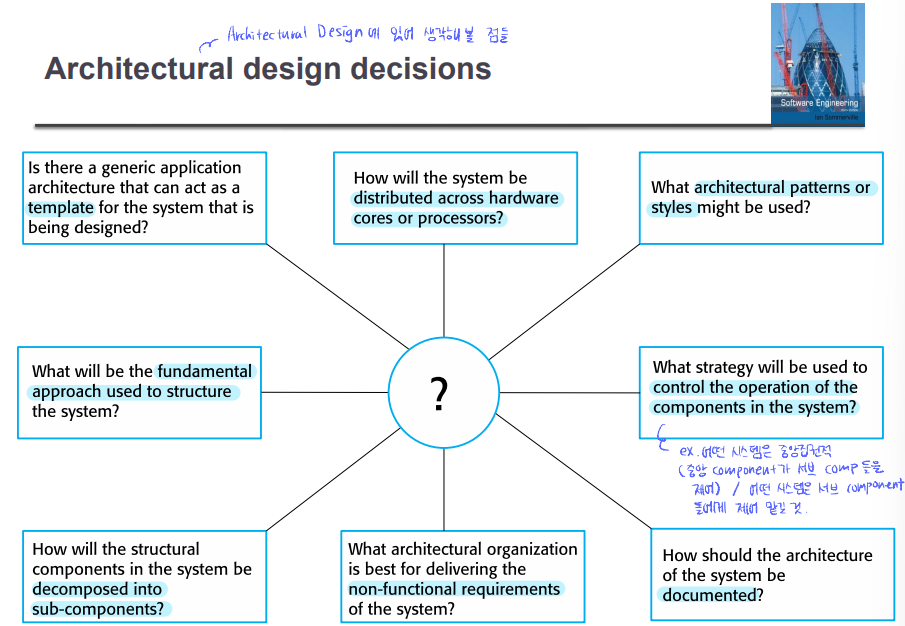 Architectural Design에 있어 생각해볼 점들
Architectural design decisions
Software Engineering
Ian Sommerville
Is there a generic application
architecture that can act as a
template for the system that is
being designed?
How will the system be
distributed across hardware
cores or processors?
What architectural patterns or
styles might be used?
What will be the fundamental
approach used to structure
the system?
?
What strategy will be used to
control the operation of the
components in the system?
ex. 어떤 시스템은 중앙집권적
(중앙 component가 서브 comp들을
제어) / 어떤 시스템은 서브 component
들에게 제어 맡길 것.
How will the structural
components in the system be
decomposed into
sub-components?
What architectural organization
is best for delivering the
non-functional requirements
of the system?
How should the architecture
of the system be
documented?